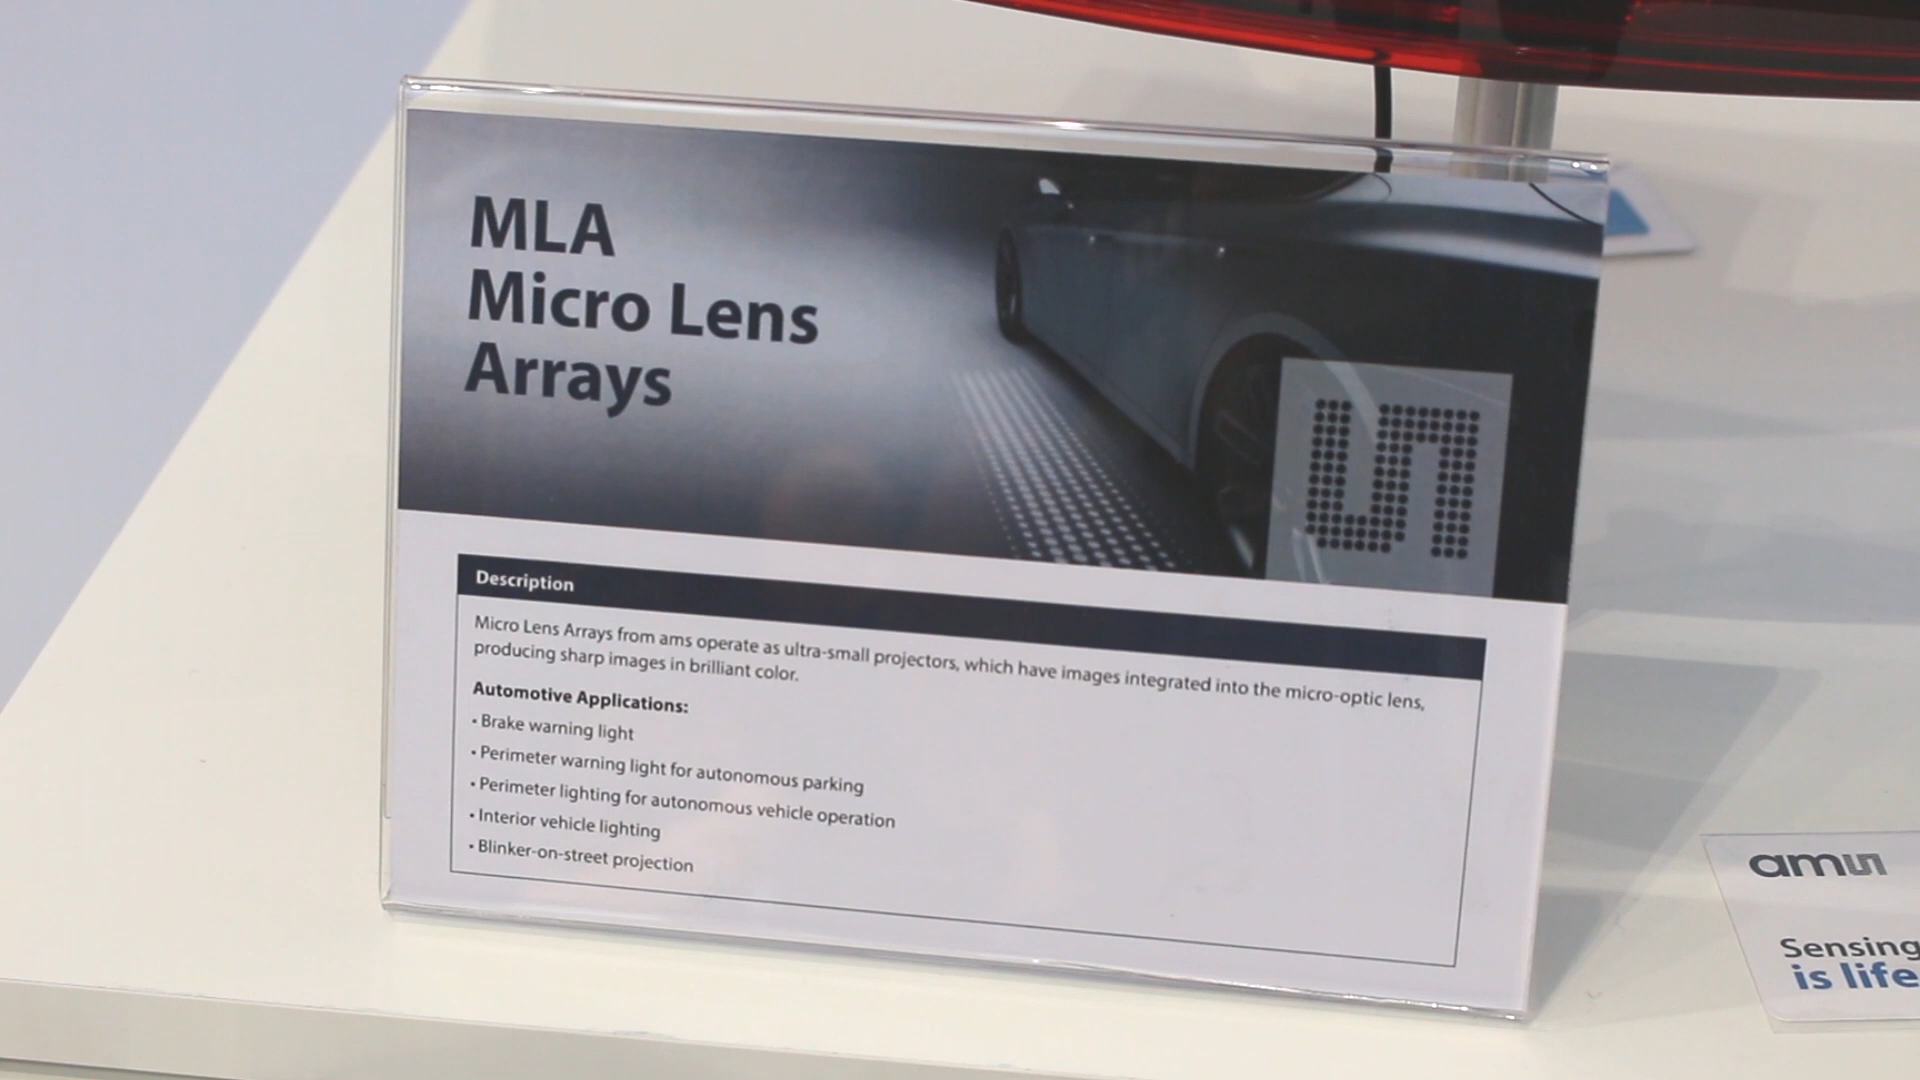 MLA
Micro Lens
Arrays
Description
Micro Lens Arrays from ams operate as ultra-small projectors, which have images integrated into the micro-optic lens,
producing sharp images in brilliant color.
Automotive Applications:
• Brake warning light
• Perimeter warning light for autonomous parking
• Perimeter lighting for autonomous vehicle operation
• Interior vehicle lighting
• Blinker-on-street projection
amu
Sensing
is life